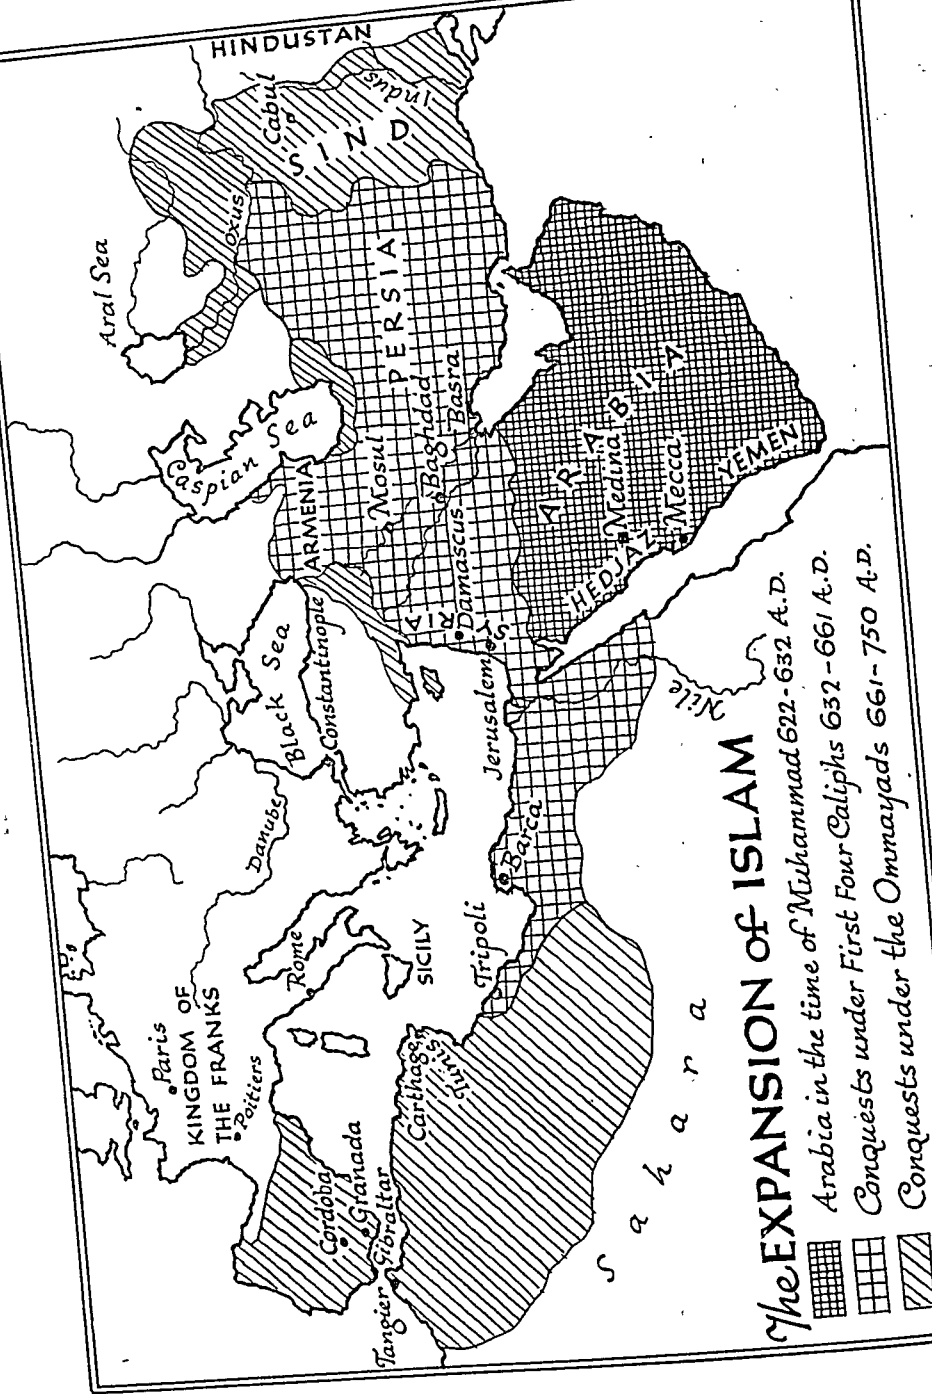 HINDUSTAN
Cabul
Indus
SIND
Oxus
Aral Sea
Caspian Sea
PERSIA
Basra
Baghdad
Mosul
ARMENIA
ARABIA
Medina
Mecca
YEMEN
HEDJAZ
SYRIA
Damascus
Jerusalem
Constantinople
Black Sea
Danube
Nile
Barca
Tripoli
Rome
SICILY
Paris
KINGDOM OF
THE FRANKS
Poitiers
Carthage
Tunis
Cordoba
Granada
Gibraltar
Tangier
Sahara
The EXPANSION of ISLAM
Arabia in the time of Muhammad 622-632 A.D.
Conquests under First Four Caliphs 632-661 A.D.
Conquests under the Ommayads 661-750 A.D.